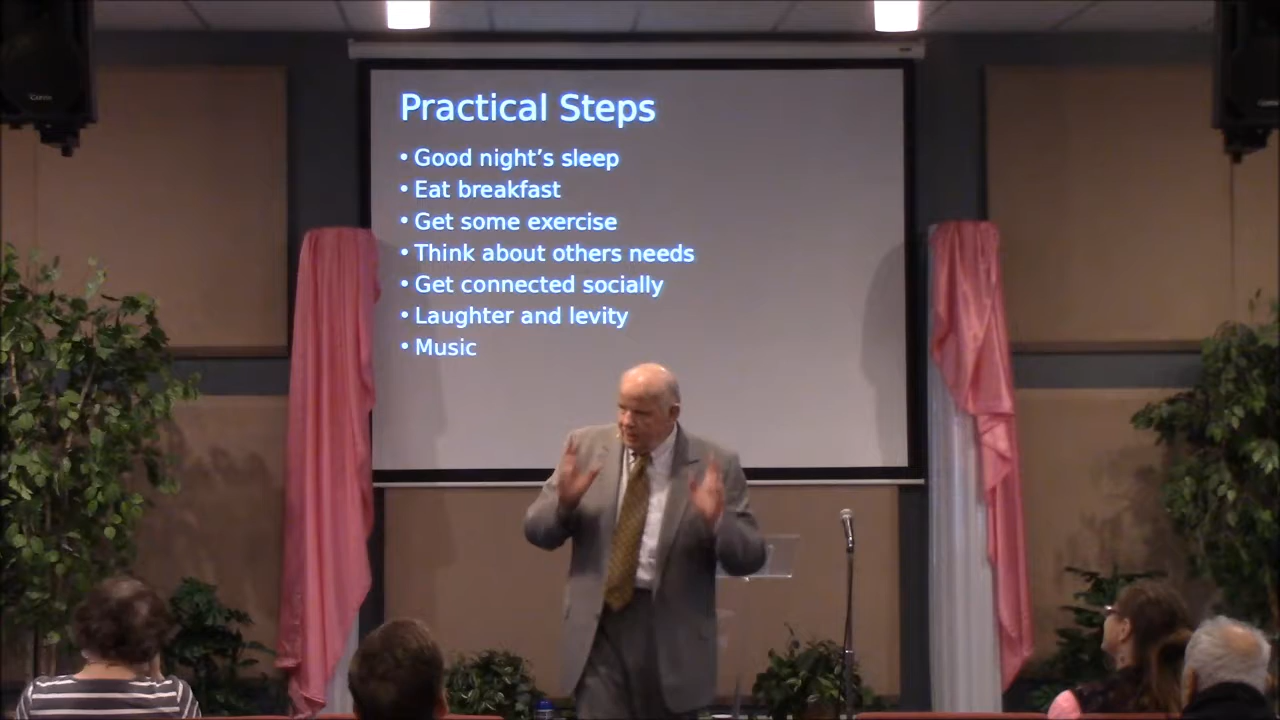 Practical Steps
• Good night’s sleep
• Eat breakfast
• Get some exercise
• Think about others needs
• Get connected socially
• Laughter and levity
• Music